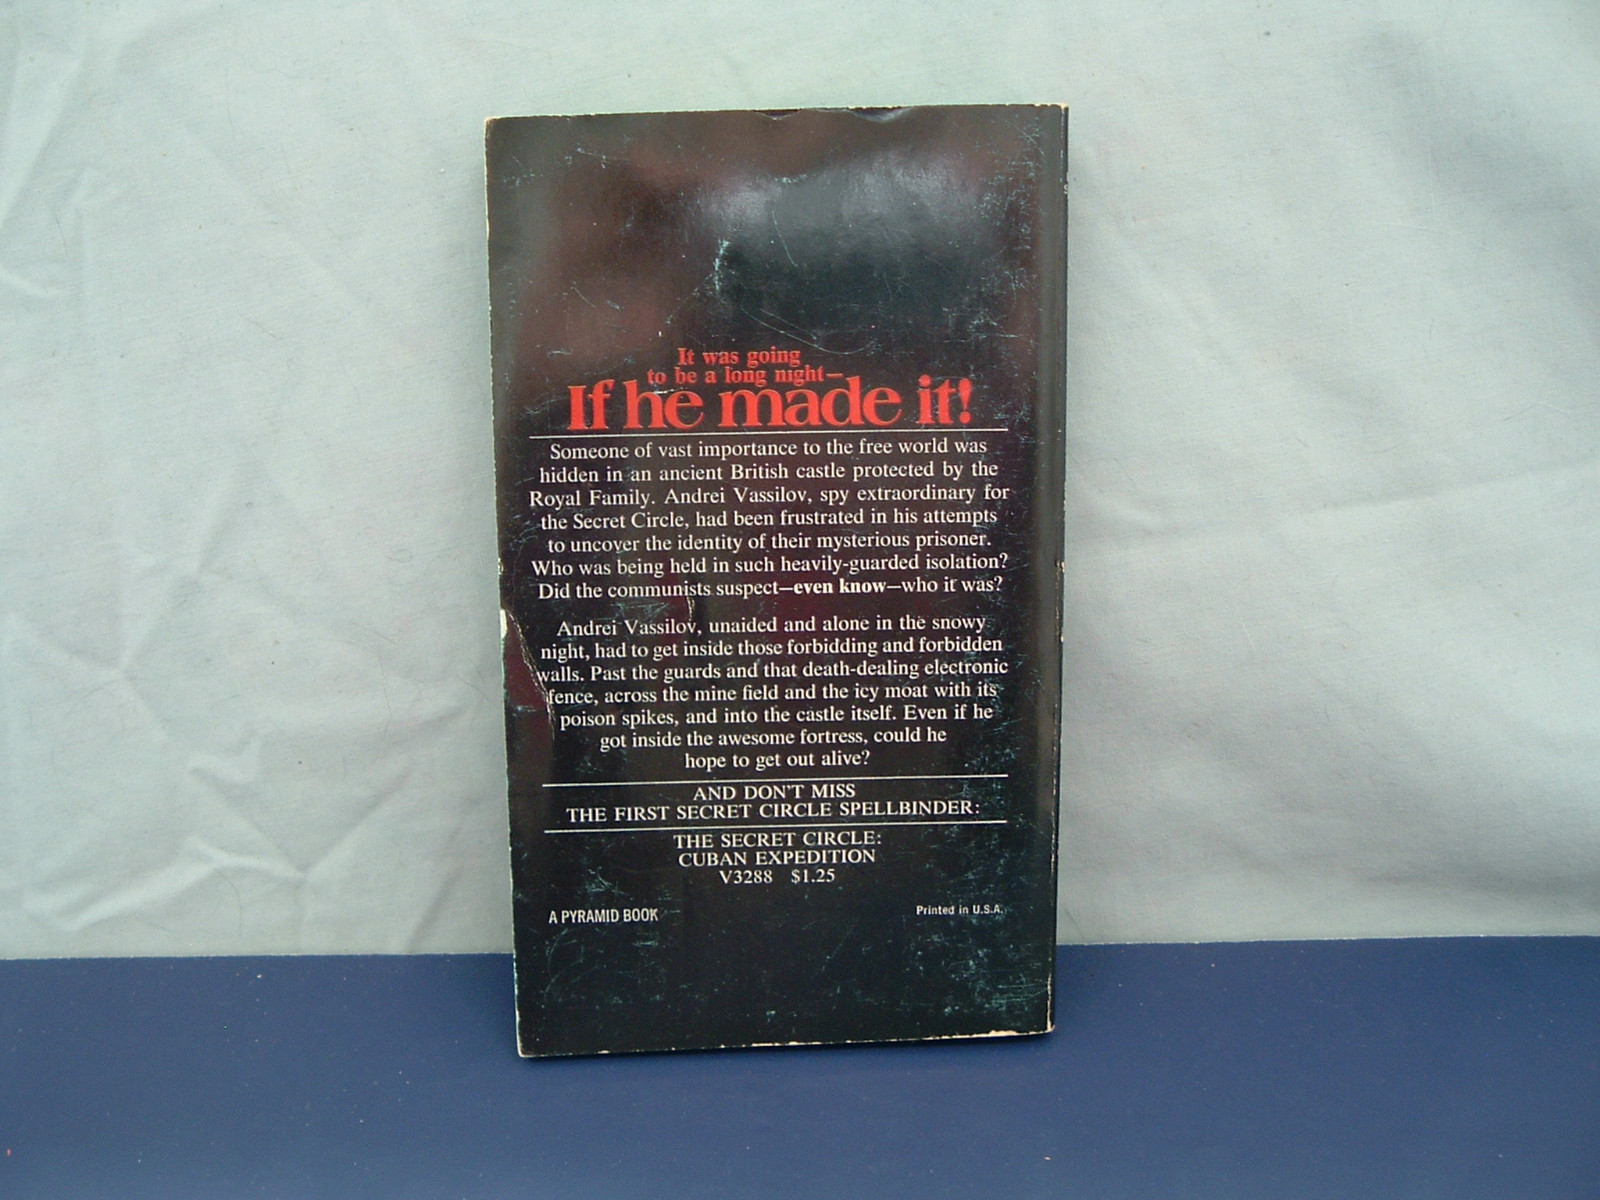 It was going
to be a long night—
If he made it!
Someone of vast importance to the free world was
hidden in an ancient British castle protected by the
Royal Family. Andrei Vassilov, spy extraordinary for
the Secret Circle, had been frustrated in his attempts
to uncover the identity of their mysterious prisoner.
Who was being held in such heavily-guarded isolation?
Did the communists suspect—even know—who it was?
Andrei Vassilov, unaided and alone in the snowy
night, had to get inside those forbidding and forbidden
walls. Past the guards and that death-dealing electronic
fence, across the mine field and the icy moat with its
poison spikes, and into the castle itself. Even if he
got inside the awesome fortress, could he
hope to get out alive?
AND DON'T MISS
THE FIRST SECRET CIRCLE SPELLBINDER:
THE SECRET CIRCLE:
CUBAN EXPEDITION
V3288 $1.25
A PYRAMID BOOK
Printed in U.S.A.